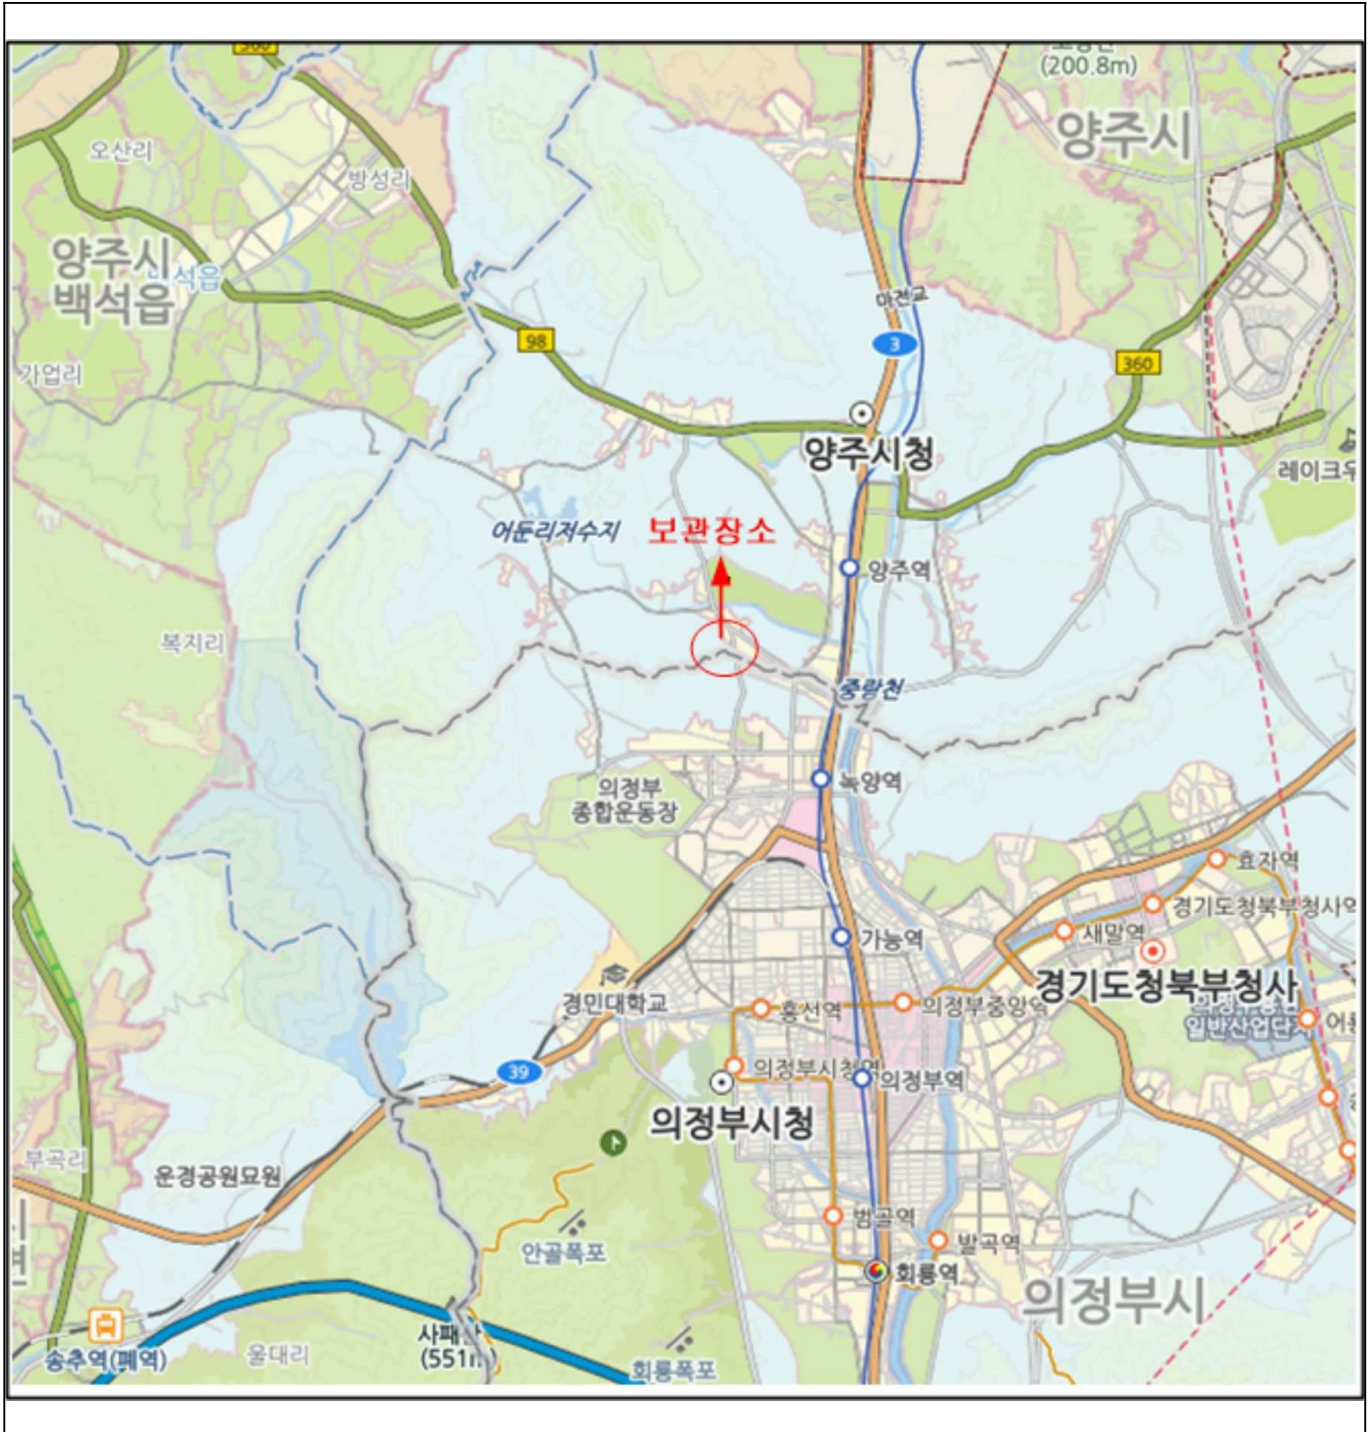 360
(200.8m)
양주시
오산리
방성리
양주시
백석읍
석읍
마전교
3
98
360
가업리
양주시청
레이크우
어둔리저수지
보관장소
양주역
복지리
중랑천
녹양역
의정부
종합운동장
효자역
경기도청북부청사역
새말역
가능역
경기도청북부청사
경민대학교
흥선역
의정부중앙역
일반산업단지
어룡
39
의정부시청역
의정부역
의정부시청
부곡리
운경공원묘원
범골역
발곡역
안골폭포
회룡역
의정부시
송추역(폐역)
울대리
사패산
(551m)
회룡폭포